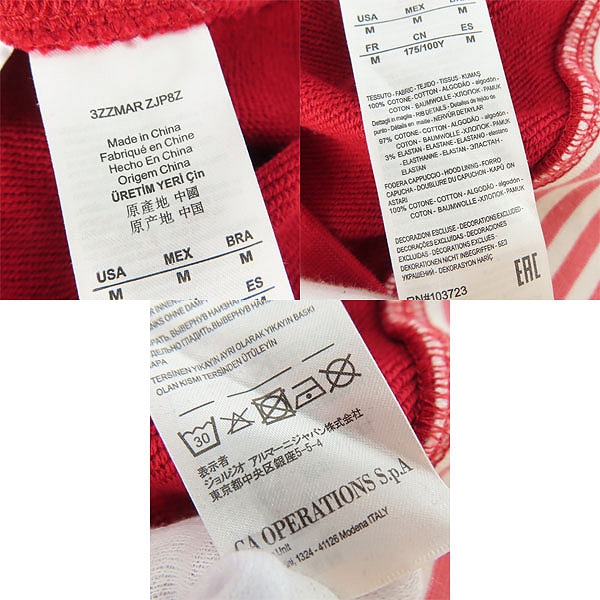 3ZZMAR ZJP8Z
Made in China
Fabriqué en Chine
Hecho En China
Origem China
ÜRETİM YERİ Çin
原產地 中國
原产地 中国
USA MEX BRA
M M M
USA MEX BRA
M M M
FR CN ES
M 175/100Y M
TESSUTO - FABRIC - TEJIDO - TISSUS - KUMAŞ
100% COTONE - COTTON - ALGODÃO - algodón -
COTON - BAUMWOLLE - ХЛОПОК - PAMUK
Dettagli in maglia - RIB DETAILS - Detalles de tejido de
punto - Détails en maille - NERVÜR DETAYLAR
97% COTONE - COTTON - ALGODÃO - algodón -
COTON - BAUMWOLLE - ХЛОПОК - PAMUK
3% ELASTAN - ELASTANE - ELASTANO - elastano
- ELASTHANNE - ELASTAN - ЭЛАСТАН -
ELASTAN
FODERA CAPPUCCIO - HOOD LINING - FORRO
CAPUCHA - DOUBLURE DU CAPUCHON - KAPÜ ON
ASTARI
100% COTONE - COTTON - ALGODÃO - algodón -
COTON - BAUMWOLLE - ХЛОПОК - PAMUK
DECORAZIONI ESCLUSE - DECORATIONS EXCLUDED -
DECORAÇÕES EXCLUÍDAS - DECORACIONES
EXCLUIDAS - DÉCORATIONS EXCLUES -
DEKORATIONEN NICHT INBEGRIFFEN - БЕЗ
УКРАШЕНИЙ - DEKORASYON HARİÇ
EAC
RN#103723
TERSINEN YIKAYIN AYRI OLARAK YIKAYIN BASKI
OLAN KISMI TERSİNDEN ÜTÜLEYIN
30
表示者
ジョルジオ アルマーニジャパン株式会社
東京都中央区銀座5-5-4
GA OPERATIONS S.p.A
Unit
1324 - 41126 Modena ITALY